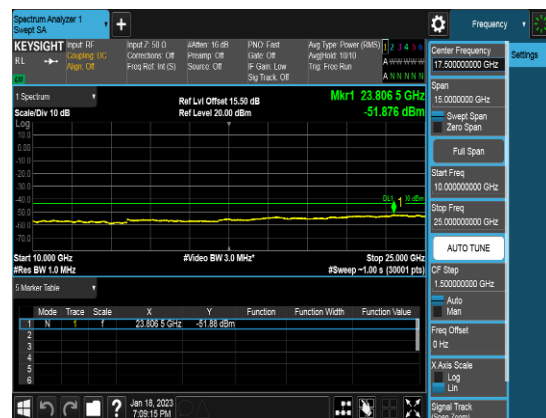 Spectrum Analyzer 1
Swept SA
Frequency
KEYSIGHT
RL
Input: RF
Coupling: DC
Align: Off
Input Z: 50 Ω
Corrections: Off
Freq Ref: Int (S)
#Atten: 16 dB
Preamp: Off
Source: Off
PNO: Fast
Gate: Off
IF Gain: Low
Sig Track: Off
Avg Type: Power (RMS)
Avg|Hold: 10/10
Trig: Free Run
1 2 3 4 5 6
A WWWWW
A N N N N N
1 Spectrum
Scale/Div 10 dB
Log
Ref Lvl Offset 15.50 dB
Ref Level 20.00 dBm
Mkr1 23.806 5 GHz
-51.876 dBm
10.0
0.00
-10.0
-20.0
-30.0
-40.0
-50.0
-60.0
-70.0
1
Start 10.000 GHz
#Res BW 1.0 MHz
#Video BW 3.0 MHz*
Stop 25.000 GHz
#Sweep ~1.00 s (30001 pts)
5 Marker Table
Mode Trace Scale X Y Function Function Width Function Value
1 N 1 f 23.806 5 GHz -51.88 dBm
2
3
4
5
6
Jan 18, 2023
7:09:15 PM
Center Frequency
17.500000000 GHz
Settings
Span
15.0000000 GHz
Swept Span
Zero Span
Full Span
Start Freq
10.000000000 GHz
Stop Freq
25.000000000 GHz
AUTO TUNE
CF Step
1.500000000 GHz
Auto
Man
Freq Offset
0 Hz
X Axis Scale
Log
Lin
Signal Track
(Span Zoom)